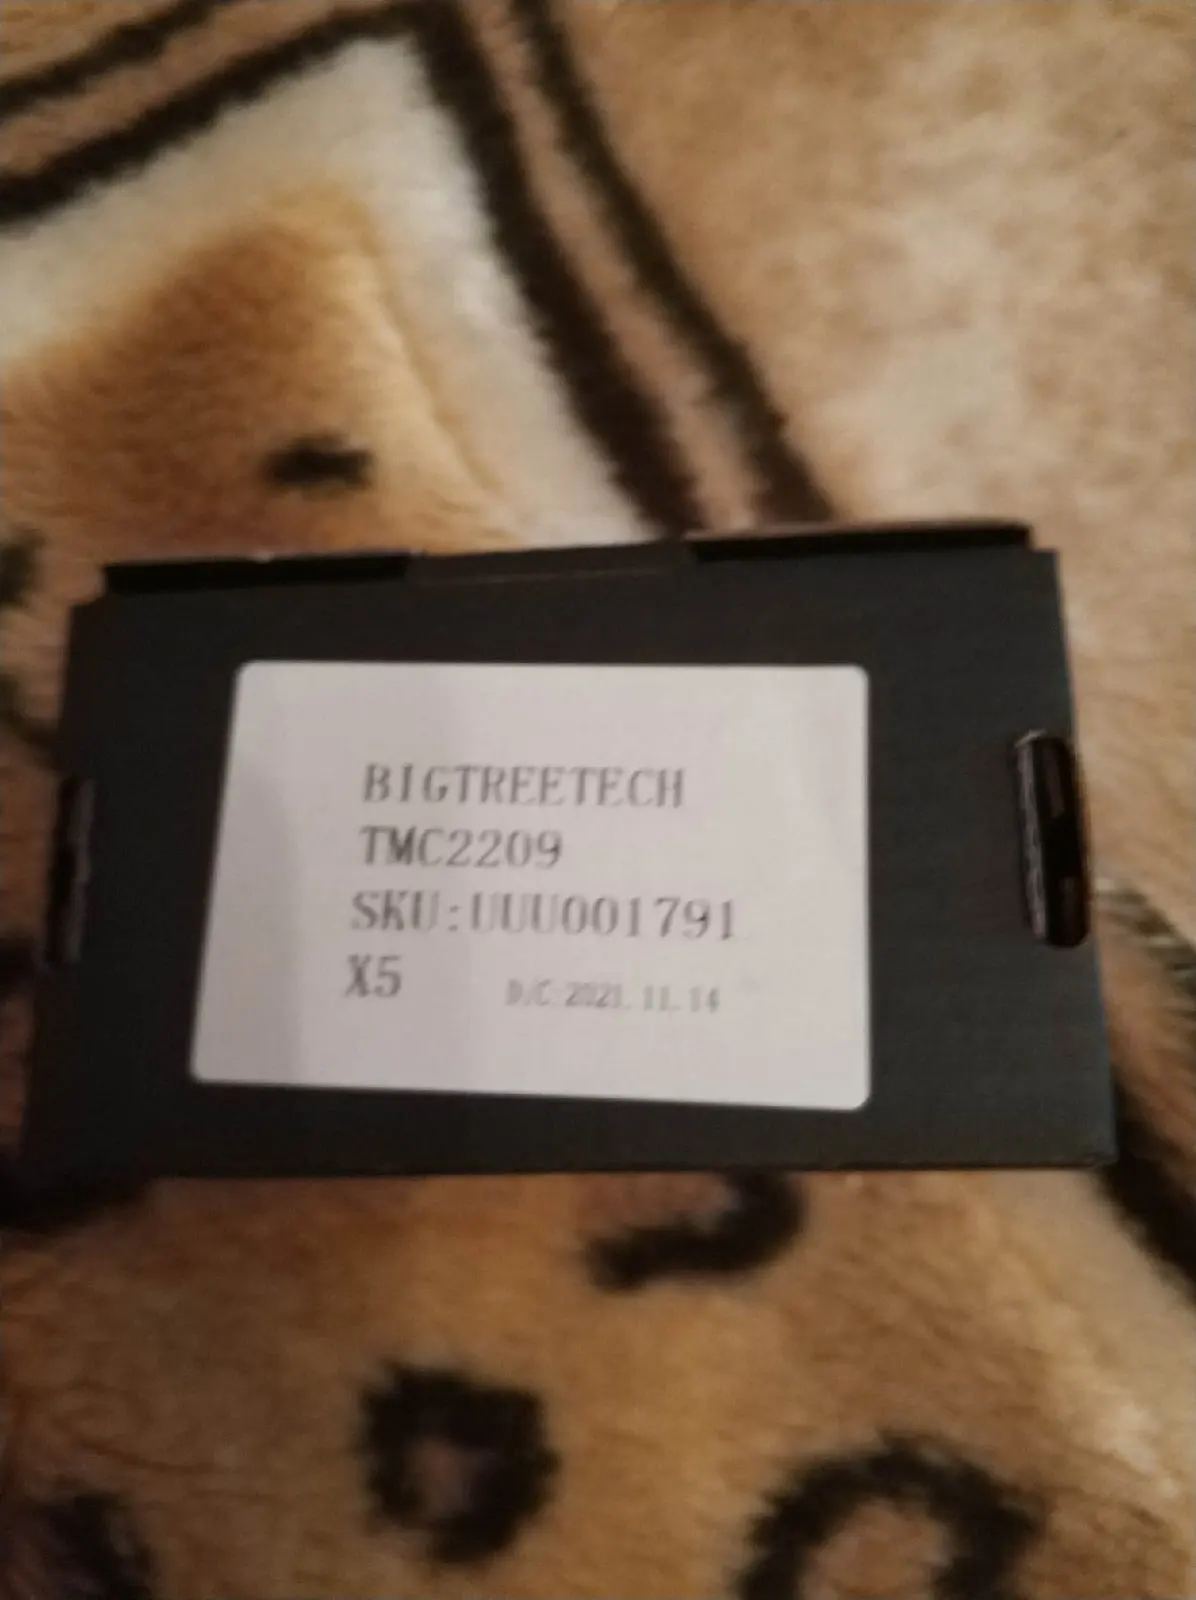 BIGTREETECH
TMC2209
SKU:UUU001791
X5 D/C:2021.11.14